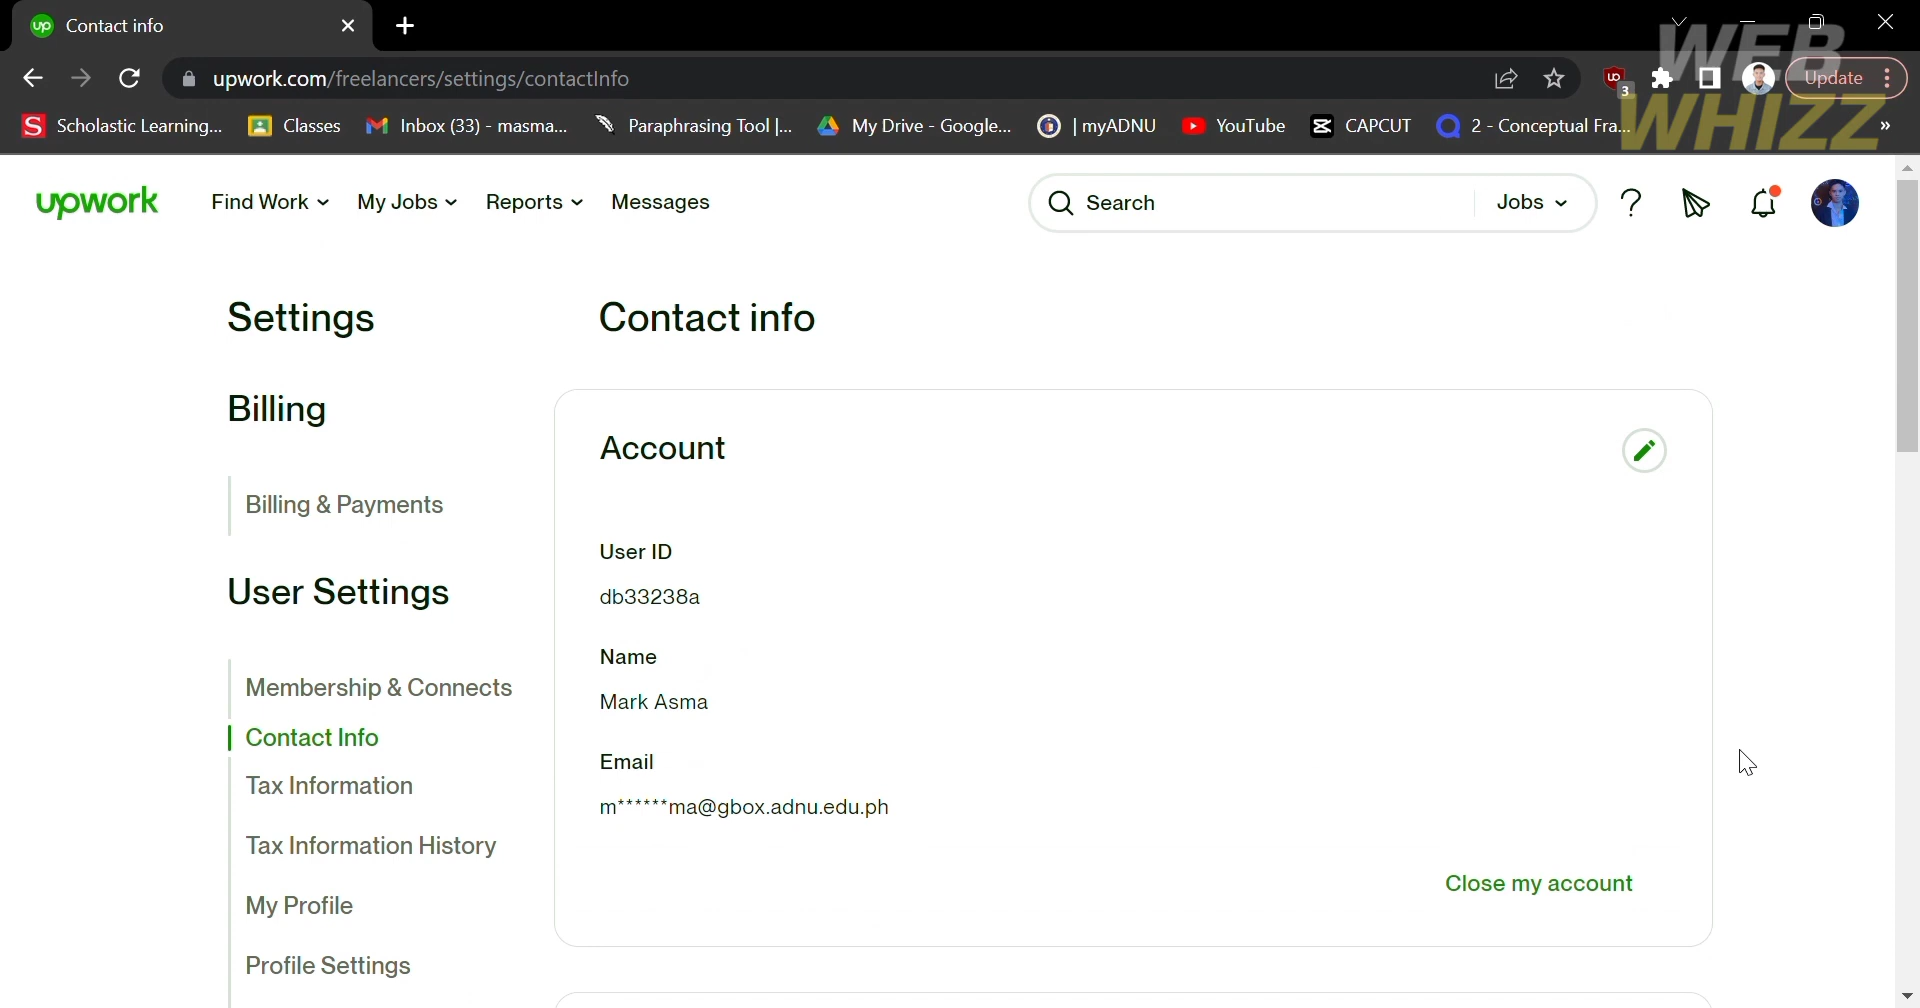 Contact info
upwork.com/freelancers/settings/contactInfo
3
Update
WEB
WHIZZ
Scholastic Learning...
Classes
Inbox (33) - masma...
Paraphrasing Tool |...
My Drive - Google...
| myADNU
YouTube
CAPCUT
2 - Conceptual Fra...
»
upwork
Find Work
My Jobs
Reports
Messages
Search
Jobs
Settings
Contact info
Billing
Account
Billing & Payments
User ID
db33238a
User Settings
Name
Mark Asma
Membership & Connects
Contact Info
Email
m******ma@gbox.adnu.edu.ph
Tax Information
Tax Information History
Close my account
My Profile
Profile Settings